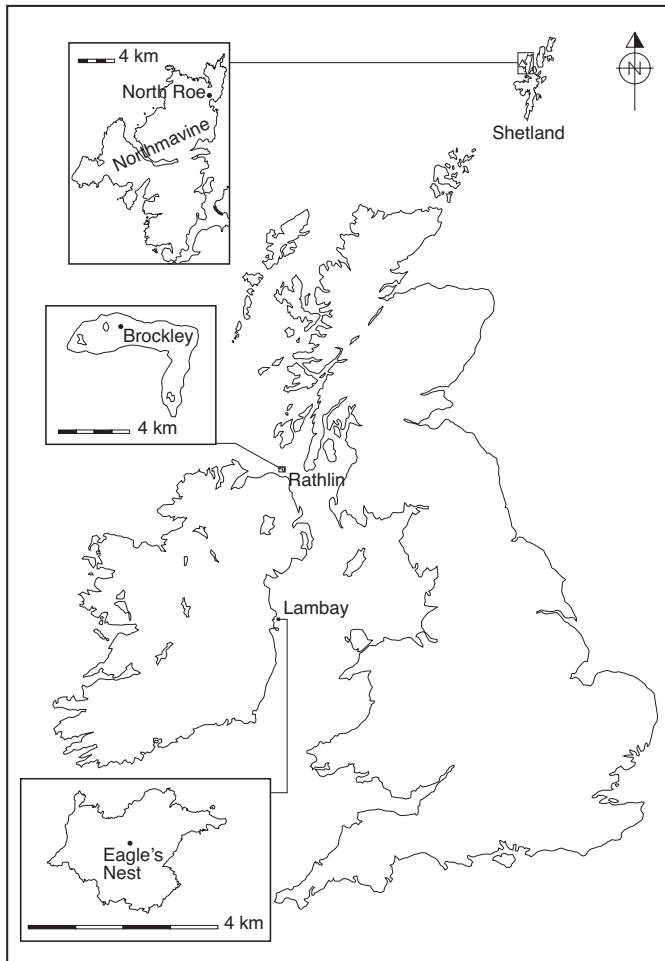 4 km
North Roe
Northmavine
N
Shetland
Brockley
4 km
Rathlin
Lambay
Eagle's
Nest
4 km